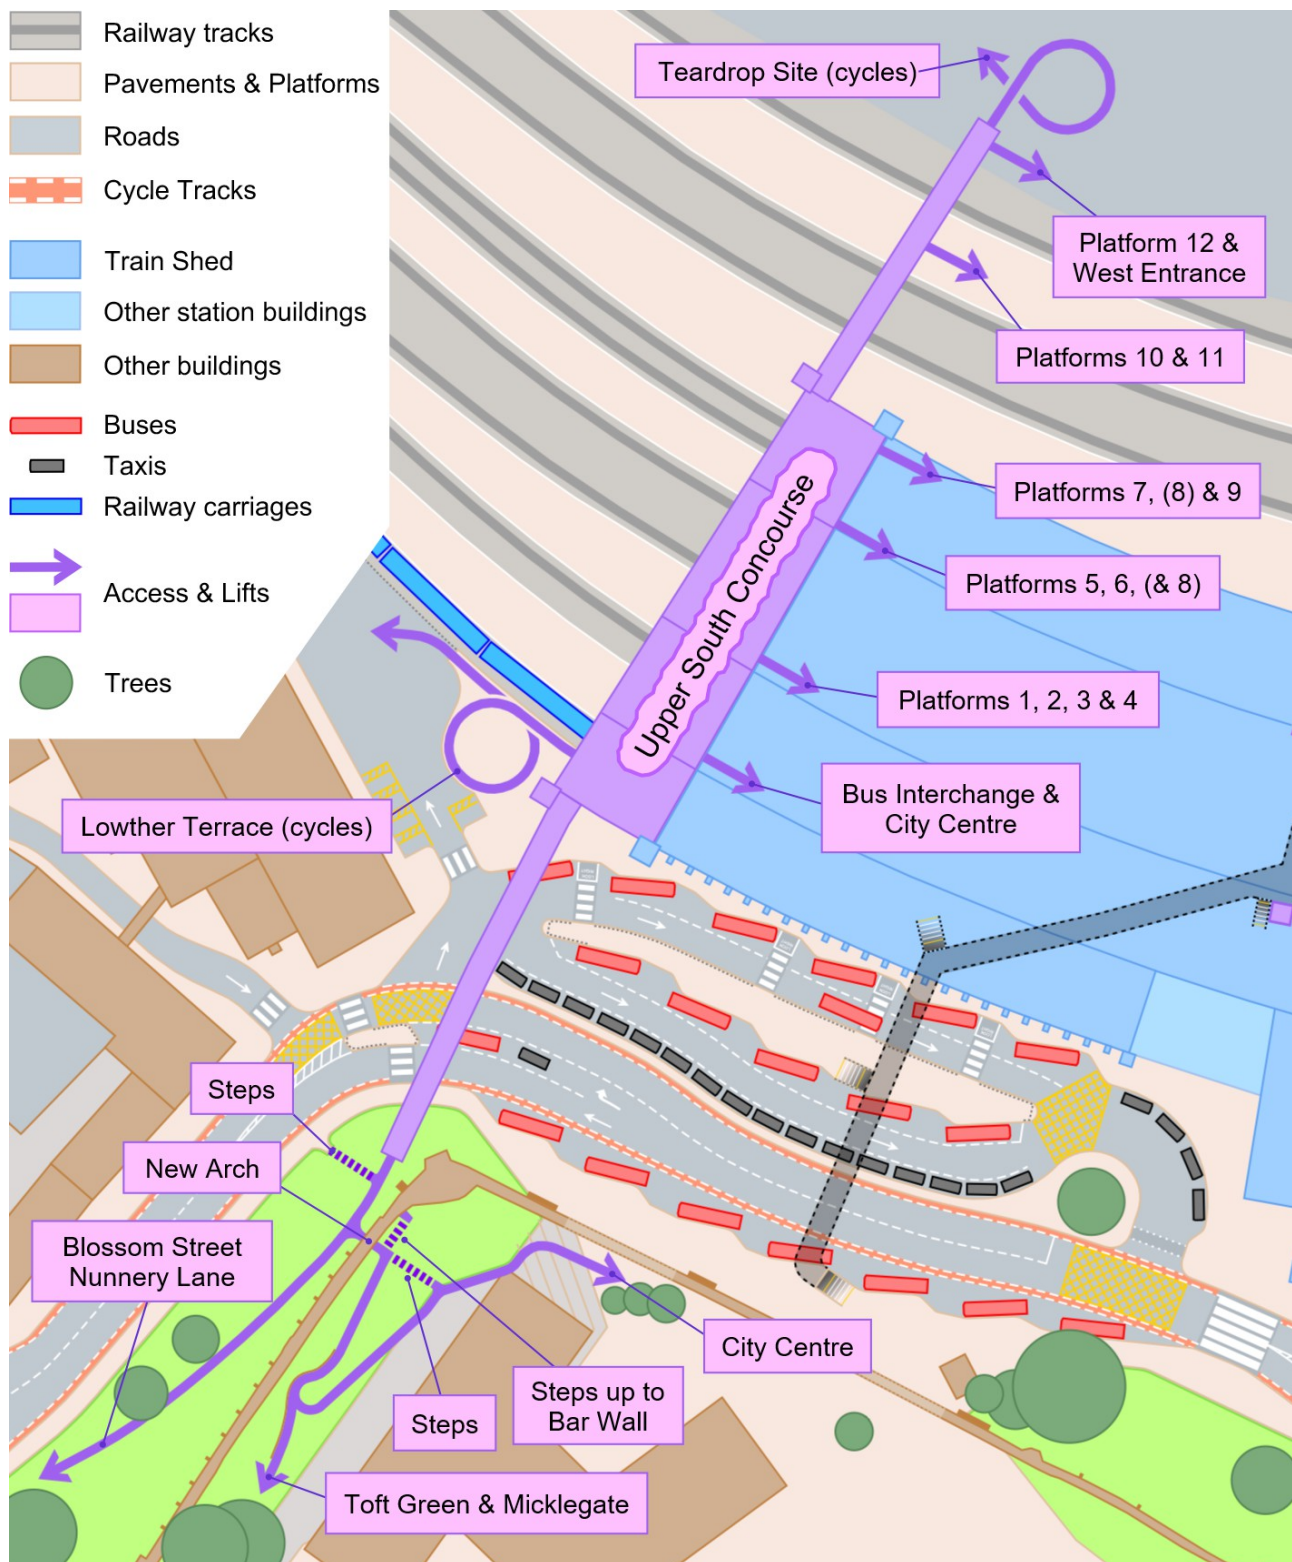 Railway tracks
Pavements & Platforms
Roads
Cycle Tracks
Train Shed
Other station buildings
Other buildings
Buses
Taxis
Railway carriages
Access & Lifts
Trees
Teardrop Site (cycles)
Platform 12 &
West Entrance
Platforms 10 & 11
Platforms 7, (8) & 9
Platforms 5, 6, (& 8)
Platforms 1, 2, 3 & 4
Upper South Concourse
Bus Interchange &
City Centre
Lowther Terrace (cycles)
Steps
New Arch
Blossom Street
Nunnery Lane
City Centre
Steps up to
Bar Wall
Steps
Toft Green & Micklegate